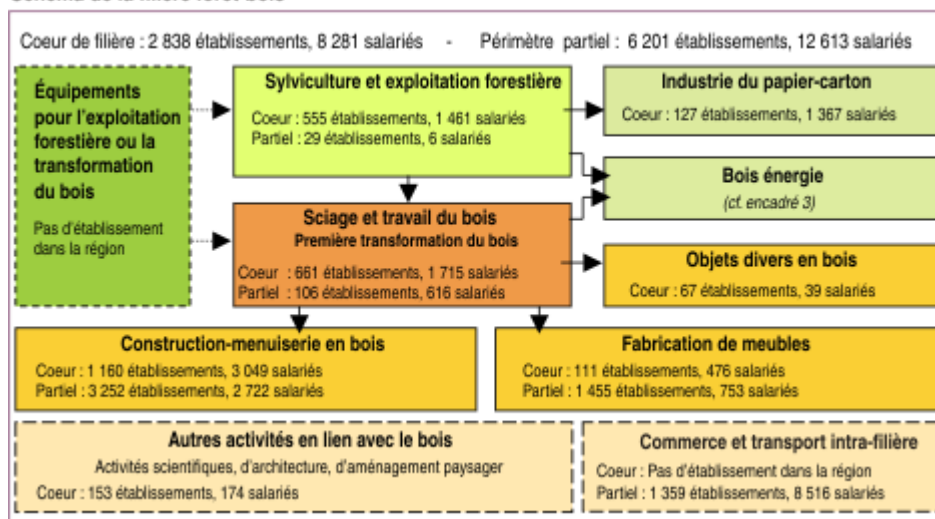 Coeur de filière : 2 838 établissements, 8 281 salariés - Périmètre partiel : 6 201 établissements, 12 613 salariés
Équipements
pour l'exploitation
forestière ou la
transformation
du bois
Pas d'établissement
dans la région
Sylviculture et exploitation forestière
Coeur : 555 établissements, 1 461 salariés
Partiel : 29 établissements, 6 salariés
Industrie du papier-carton
Coeur : 127 établissements, 1 367 salariés
Bois énergie
(cf. encadré 3)
Sciage et travail du bois
Première transformation du bois
Coeur : 661 établissements, 1 715 salariés
Partiel : 106 établissements, 616 salariés
Objets divers en bois
Coeur : 67 établissements, 39 salariés
Construction-menuiserie en bois
Coeur : 1 160 établissements, 3 049 salariés
Partiel : 3 252 établissements, 2 722 salariés
Fabrication de meubles
Coeur : 111 établissements, 476 salariés
Partiel : 1 455 établissements, 753 salariés
Autres activités en lien avec le bois
Activités scientifiques, d'architecture, d'aménagement paysager
Coeur : 153 établissements, 174 salariés
Commerce et transport intra-filière
Coeur : Pas d'établissement dans la région
Partiel : 1 359 établissements, 8 516 salariés